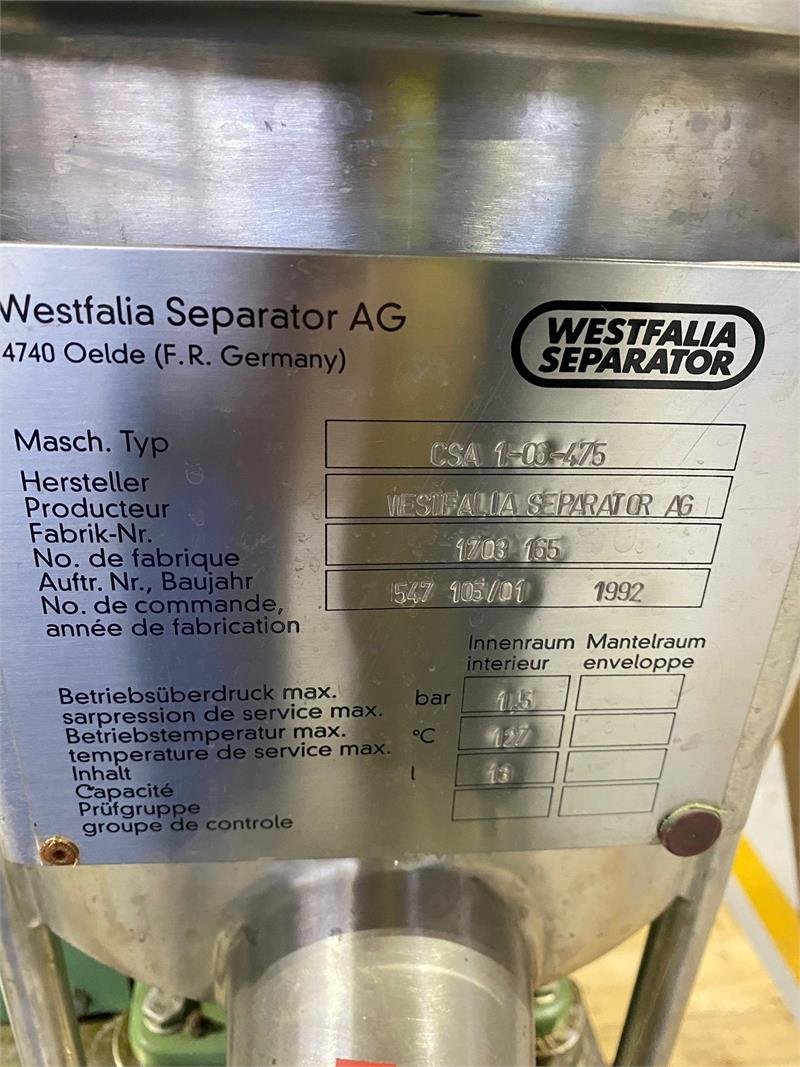 Westfalia Separator AG
4740 Oelde (F.R. Germany)
WESTFALIA
SEPARATOR
Masch. Typ
CSA 1-06-475
Hersteller
Producteur
WESTFALIA SEPARATOR AG
Fabrik-Nr.
No. de fabrique
1703 165
Auftr. Nr., Baujahr
No. de commande,
année de fabrication
547 105/01 1992
Innenraum Mantelraum
interieur enveloppe
Betriebsüberdruck max. bar 1,5
sarpression de service max.
Betriebstemperatur max. °C 127
temperature de service max.
Inhalt l
Capacité
Prüfgruppe
groupe de controle